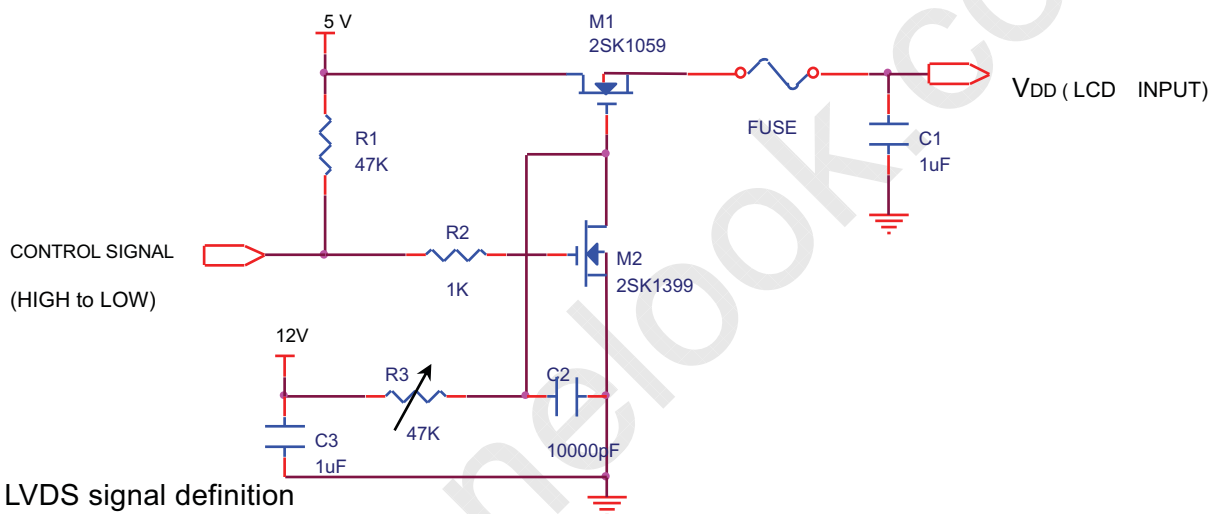 5 V
M1
2SK1059
VDD ( LCD INPUT)
FUSE
R1
47K
C1
1uF
CONTROL SIGNAL
(HIGH to LOW)
R2
1K
M2
2SK1399
12V
R3
47K
C2
10000pF
C3
1uF
LVDS signal definition
nelook.c